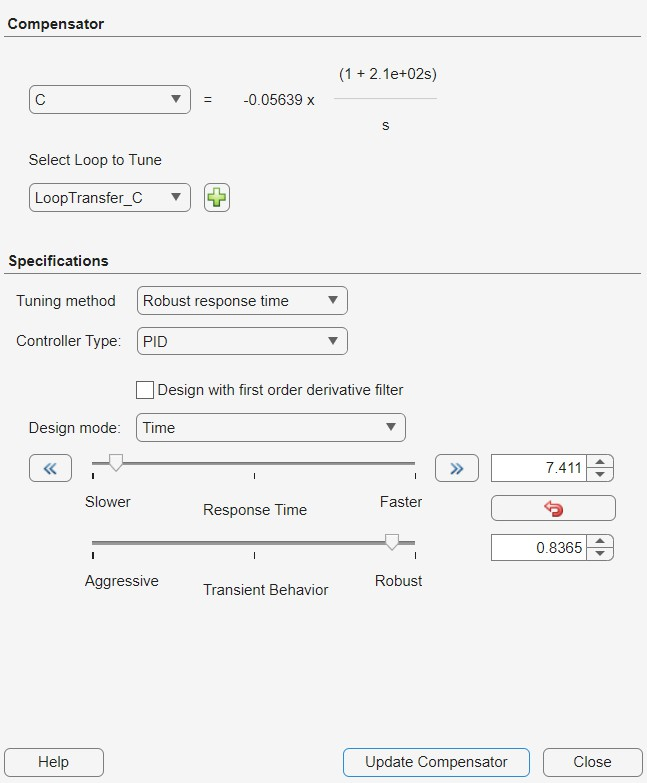 Compensator
(1 + 2.1e+02s)
C = -0.05639 x
s
Select Loop to Tune
LoopTransfer_C
Specifications
Tuning method Robust response time
Controller Type: PID
Design with first order derivative filter
Design mode: Time
7.411
Slower Response Time Faster
0.8365
Aggressive Transient Behavior Robust
Help Update Compensator Close